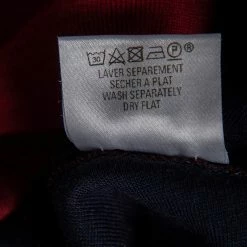 30 P ®
LAVER SEPAREMENT
SECHER A PLAT
WASH SEPARATELY
DRY FLAT